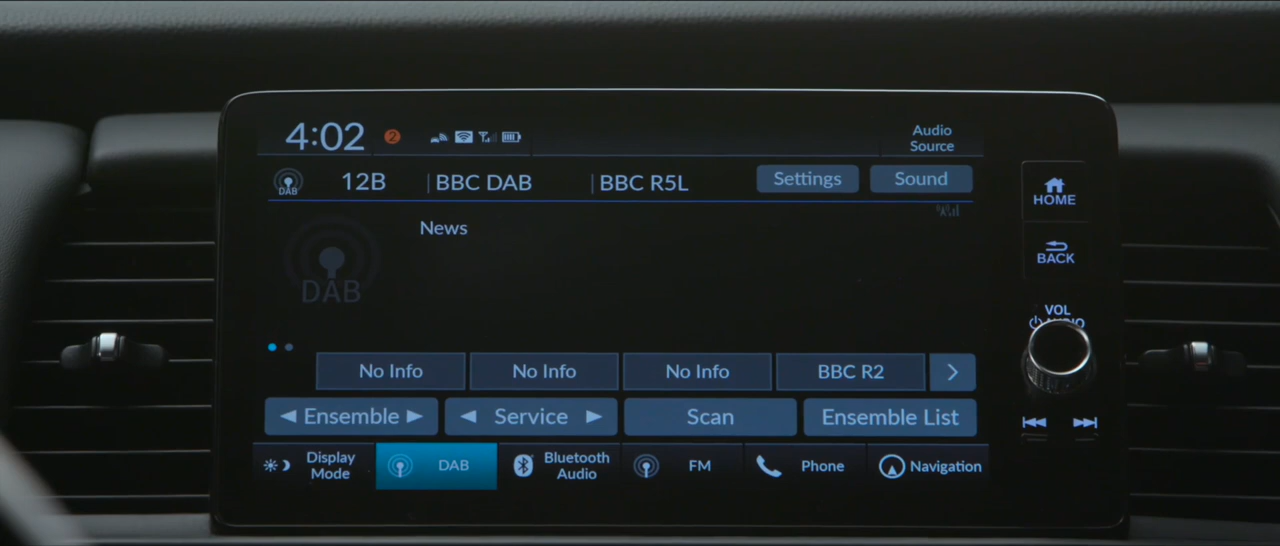 4:02 2
Audio
Source
DAB 12B BBC DAB BBC R5L Settings Sound
HOME
News
DAB
BACK
VOL
AUDIO
No Info No Info No Info BBC R2
Ensemble Service Scan Ensemble List
Display
Mode
DAB
Bluetooth
Audio
FM
Phone
Navigation